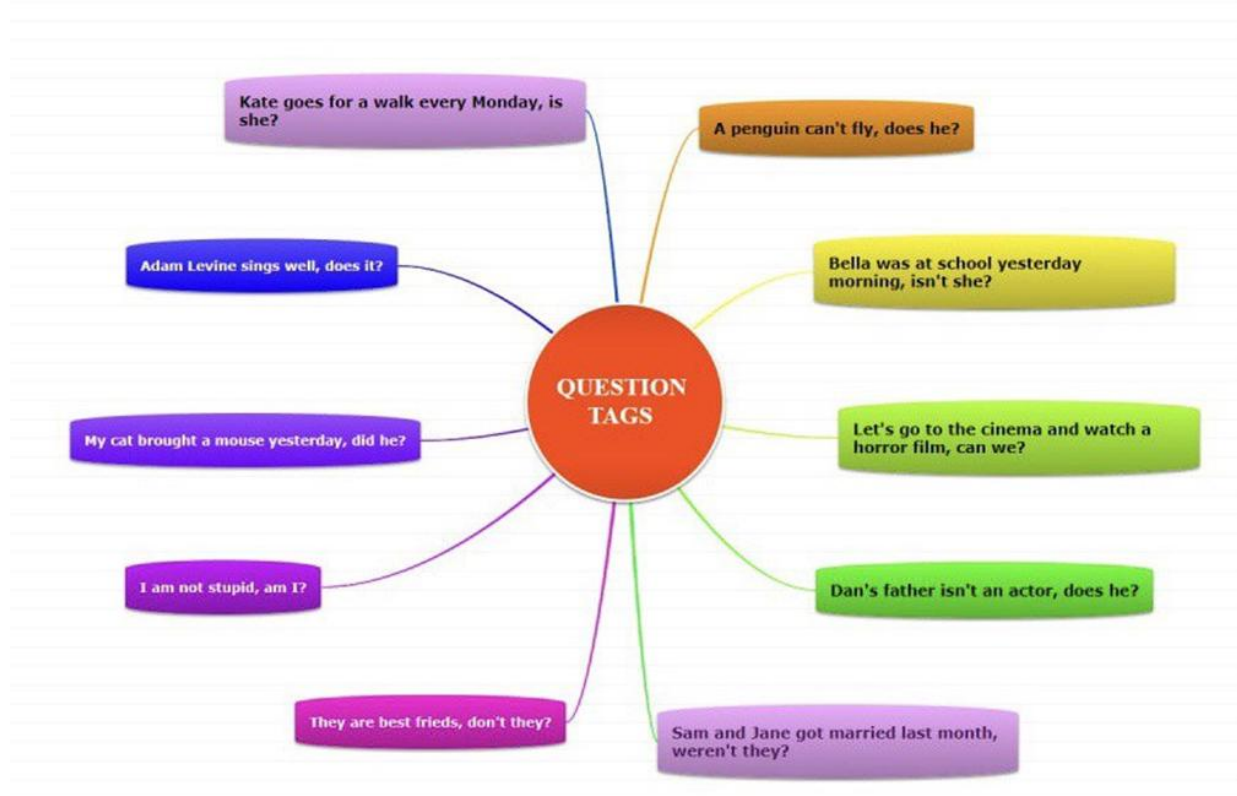 Kate goes for a walk every Monday, is
she?
A penguin can't fly, does he?
Adam Levine sings well, does it?
Bella was at school yesterday
morning, isn't she?
QUESTION
TAGS
My cat brought a mouse yesterday, did he?
Let's go to the cinema and watch a
horror film, can we?
I am not stupid, am I?
Dan's father isn't an actor, does he?
They are best frieds, don't they?
Sam and Jane got married last month,
weren't they?